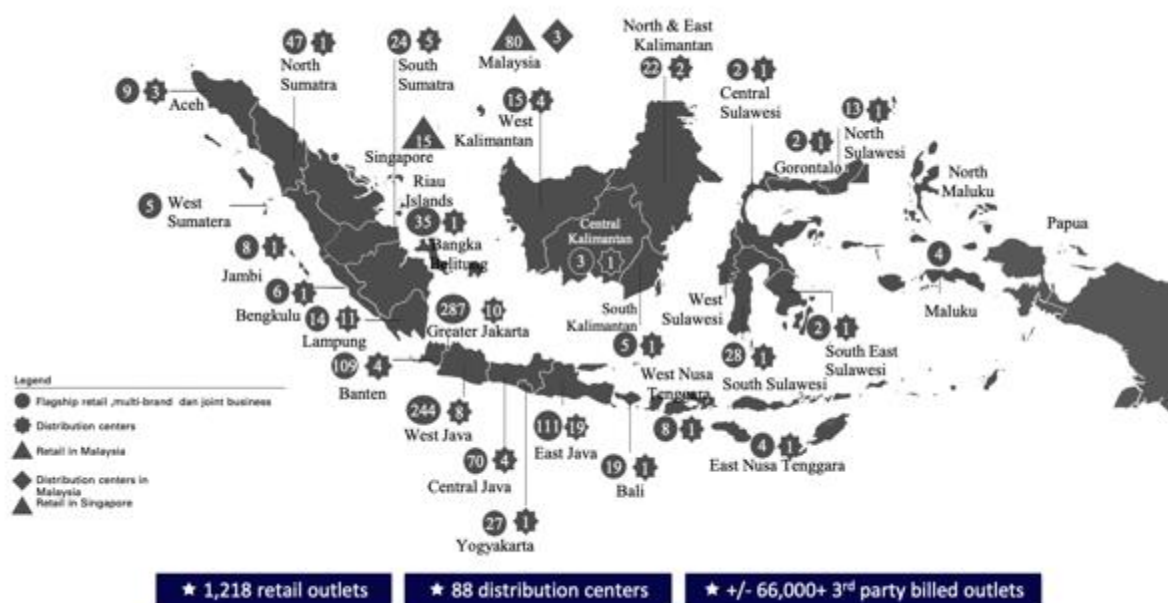 47 1
North
Sumatra
24 5
South
Sumatra
80 3
Malaysia
North & East
Kalimantan
22 2
2 1
Central
Sulawesi
9 3
Aceh
15 4
West
Kalimantan
13 1
North
Sulawesi
2 1
Gorontalo
15
Singapore
Riau
Islands
North
Maluku
5
West
Sumatera
35 1
Bangka
Belitung
Central
Kalimantan
3 1
Papua
8 1
Jambi
4
Maluku
6 1
Bengkulu
287 10
Greater Jakarta
14 11
Lampung
South
Kalimantan
5 1
West
Sulawesi
2 1
South East
Sulawesi
28 1
South Sulawesi
109 4
Banten
West Nusa
Tenggara
8 1
244 8
West Java
111 19
East Java
4 1
East Nusa Tenggara
70 4
Central Java
19 1
Bali
27 1
Yogyakarta
Legend
Flagship retail ,multi-brand dan joint business
Distribution centers
Retail in Malaysia
Distribution centers in
Malaysia
Retail in Singapore
★ 1,218 retail outlets
★ 88 distribution centers
★ +/- 66,000+ 3rd party billed outlets